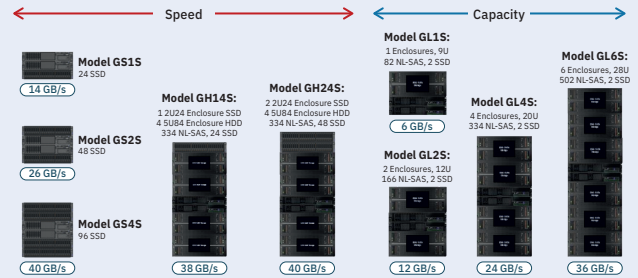 Speed
Capacity
Model GS1S
24 SSD
14 GB/s
Model GS2S
48 SSD
26 GB/s
Model GS4S
96 SSD
40 GB/s
Model GH14S:
1 2U24 Enclosure SSD
4 5U84 Enclosure HDD
334 NL-SAS, 24 SSD
38 GB/s
Model GH24S:
2 2U24 Enclosure SSD
4 5U84 Enclosure HDD
334 NL-SAS, 48 SSD
40 GB/s
Model GL1S:
1 Enclosures, 9U
82 NL-SAS, 2 SSD
6 GB/s
Model GL2S:
2 Enclosures, 12U
166 NL-SAS, 2 SSD
12 GB/s
Model GL4S:
4 Enclosures, 20U
334 NL-SAS, 2 SSD
24 GB/s
Model GL6S:
6 Enclosures, 28U
502 NL-SAS, 2 SSD
36 GB/s